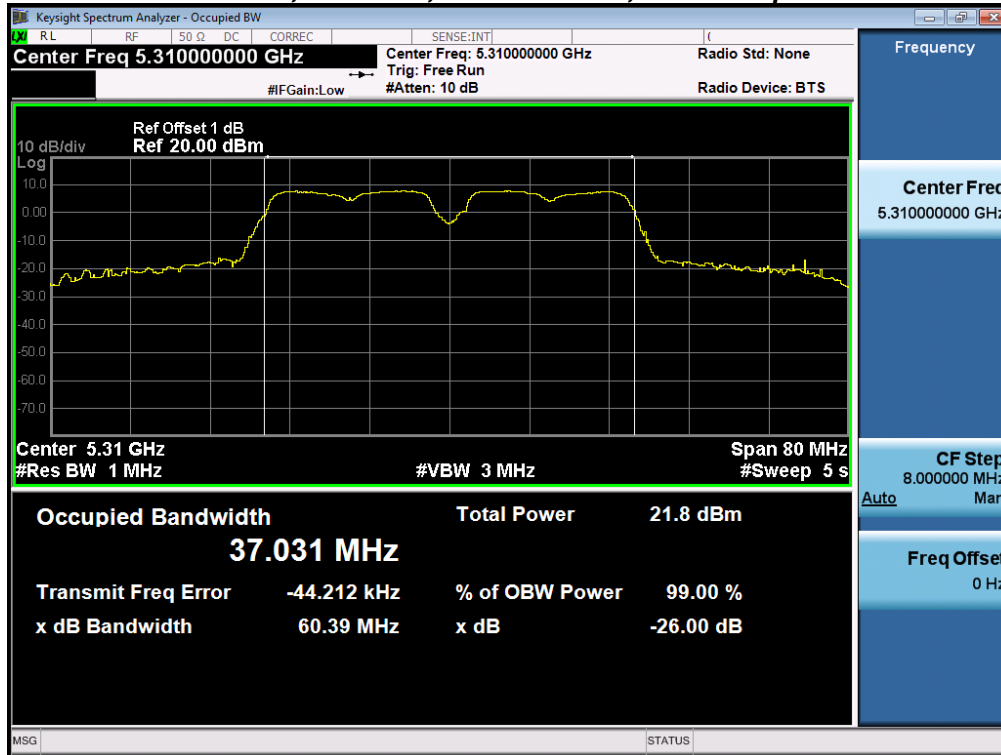 Keysight Spectrum Analyzer - Occupied BW
RL RF 50 Ω DC CORREC SENSE:INT
Center Freq 5.310000000 GHz
Center Freq: 5.310000000 GHz
Radio Std: None
Trig: Free Run
#IFGain:Low
#Atten: 10 dB
Radio Device: BTS
Ref Offset 1 dB
10 dB/div Ref 20.00 dBm
Log
10.0
0.00
-10.0
-20.0
-30.0
-40.0
-50.0
-60.0
-70.0
Center 5.31 GHz Span 80 MHz
#Res BW 1 MHz #VBW 3 MHz #Sweep 5 s
Occupied Bandwidth Total Power 21.8 dBm
37.031 MHz
Transmit Freq Error -44.212 kHz % of OBW Power 99.00 %
x dB Bandwidth 60.39 MHz x dB -26.00 dB
MSG STATUS
Frequency
Center Freq
5.310000000 GHz
CF Step
8.000000 MHz
Auto Man
Freq Offset
0 Hz